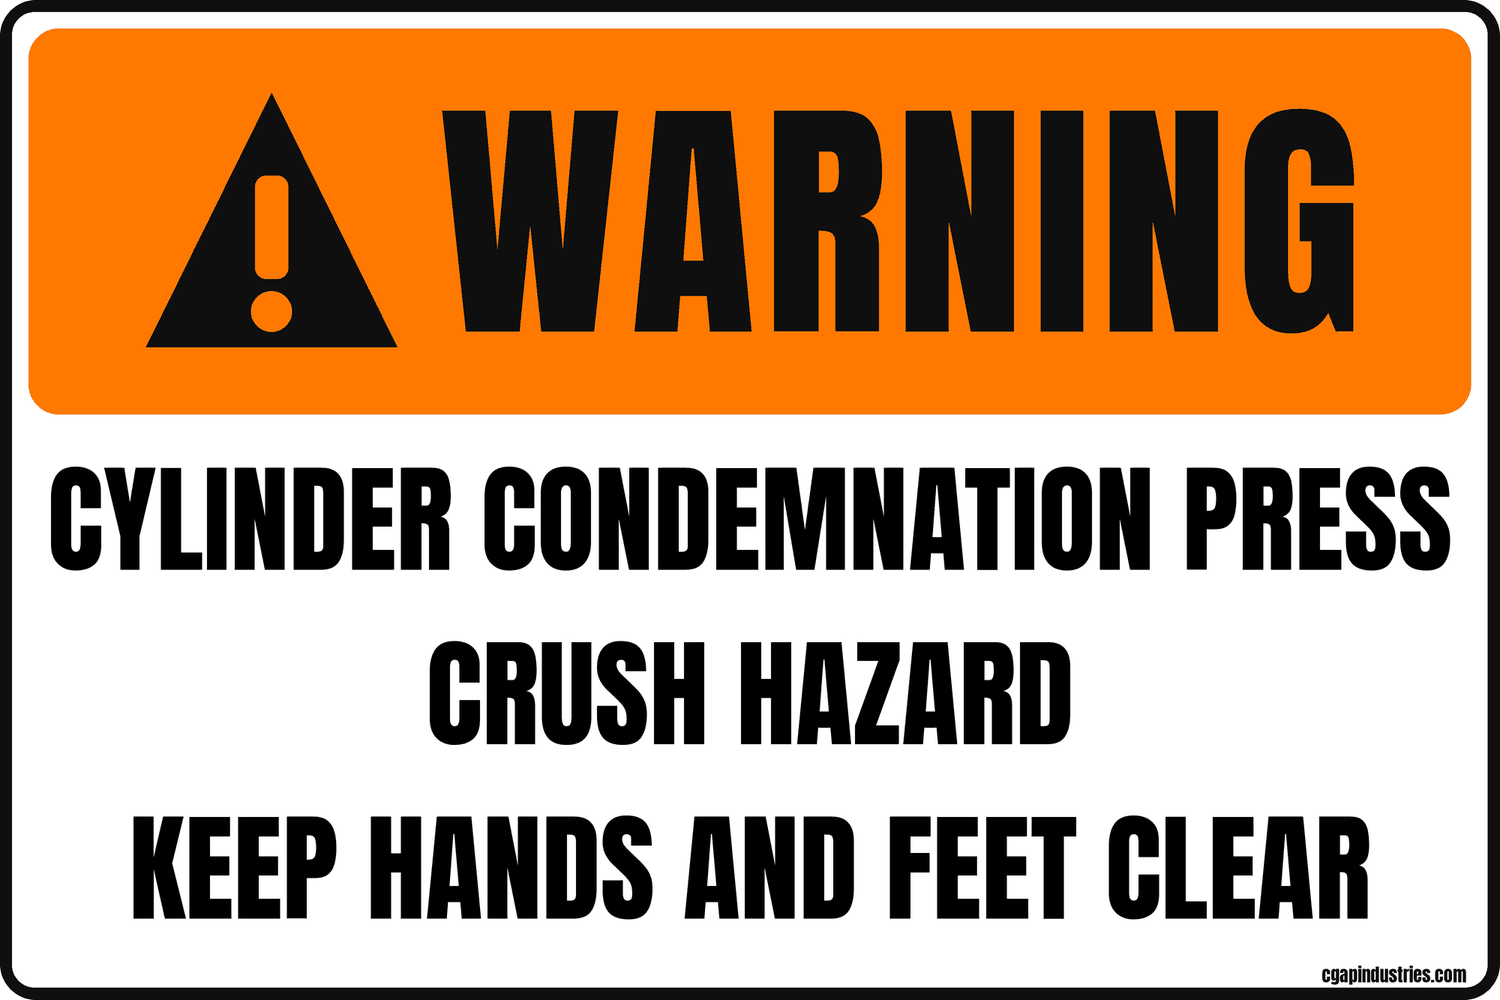 WARNING
CYLINDER CONDEMNATION PRESS
CRUSH HAZARD
KEEP HANDS AND FEET CLEAR
cgapindustries.com